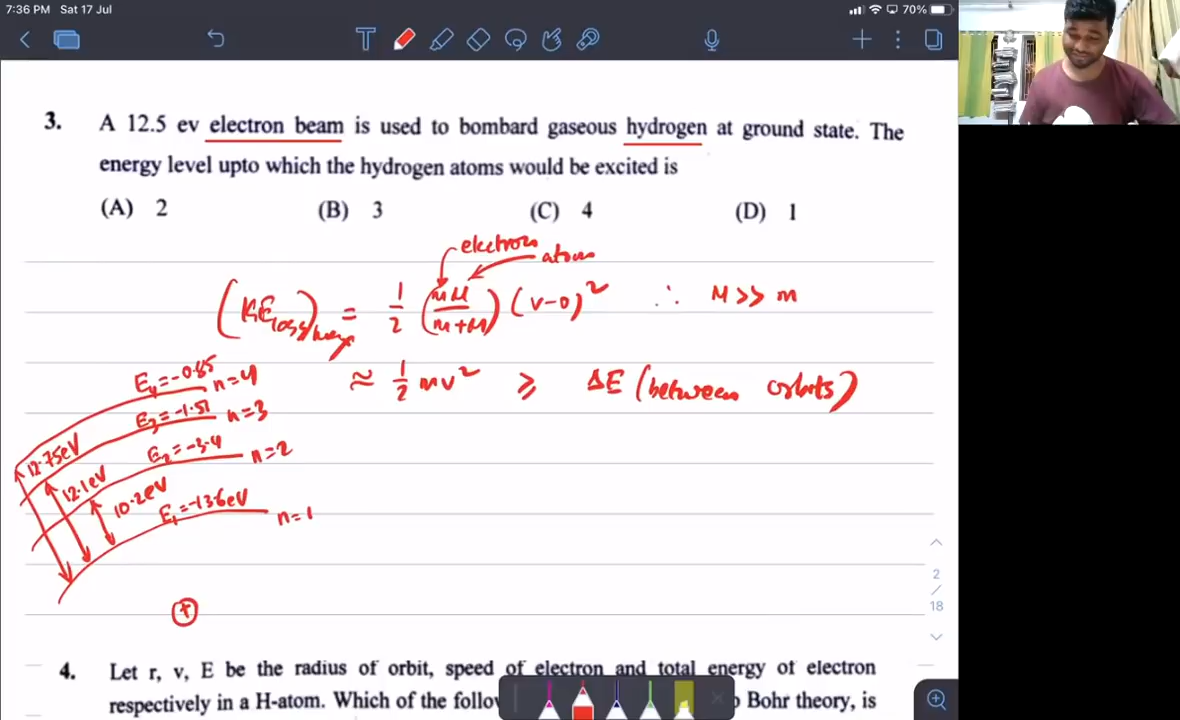 7:36 PM Sat 17 Jul
70%
3. A 12.5 ev electron beam is used to bombard gaseous hydrogen at ground state. The
energy level upto which the hydrogen atoms would be excited is
(A) 2 (B) 3 (C) 4 (D) 1
electron
atom
(KEloss)max = 1/2 (mM/m+M) (v-0)² ∴ M>>m
≈ 1/2 mv² ≥ ΔE (between orbits)
E4=-0.85 n=4
E3=-1.51 n=3
E2=-3.4 n=2
E1=-13.6eV n=1
12.75eV
12.1eV
10.2eV
+
2
/
18
4. Let r, v, E be the radius of orbit, speed of electron and total energy of electron
respectively in a H-atom. Which of the Bohr theory, is